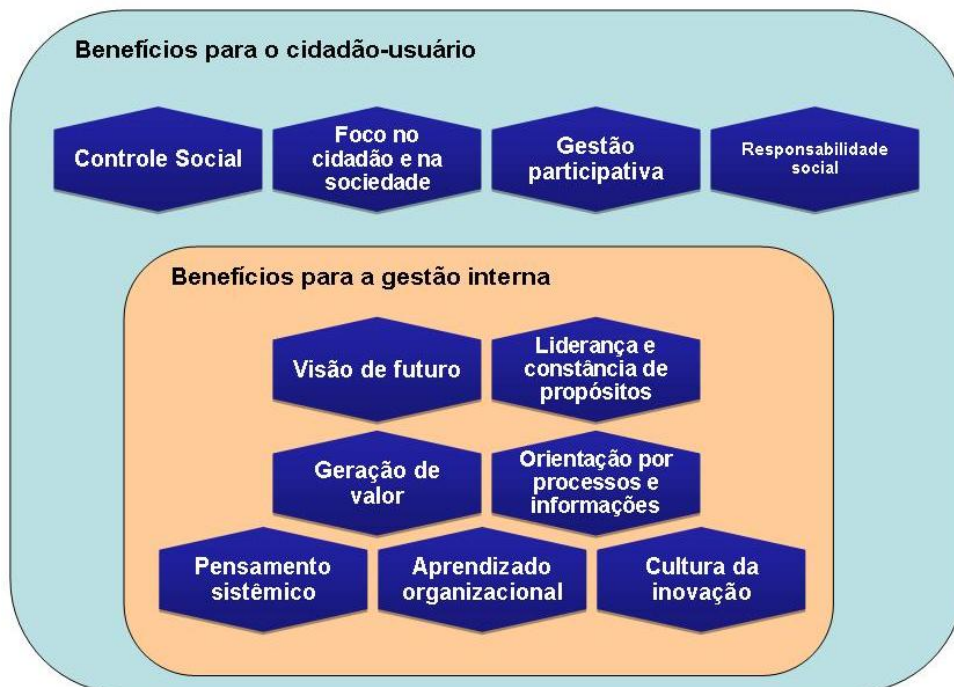 Benefícios para o cidadão-usuário
Controle Social
Foco no
cidadão e na
sociedade
Gestão
participativa
Responsabilidade
social
Benefícios para a gestão interna
Visão de futuro
Liderança e
constância de
propósitos
Geração de
valor
Orientação por
processos e
informações
Pensamento
sistêmico
Aprendizado
organizacional
Cultura da
inovação